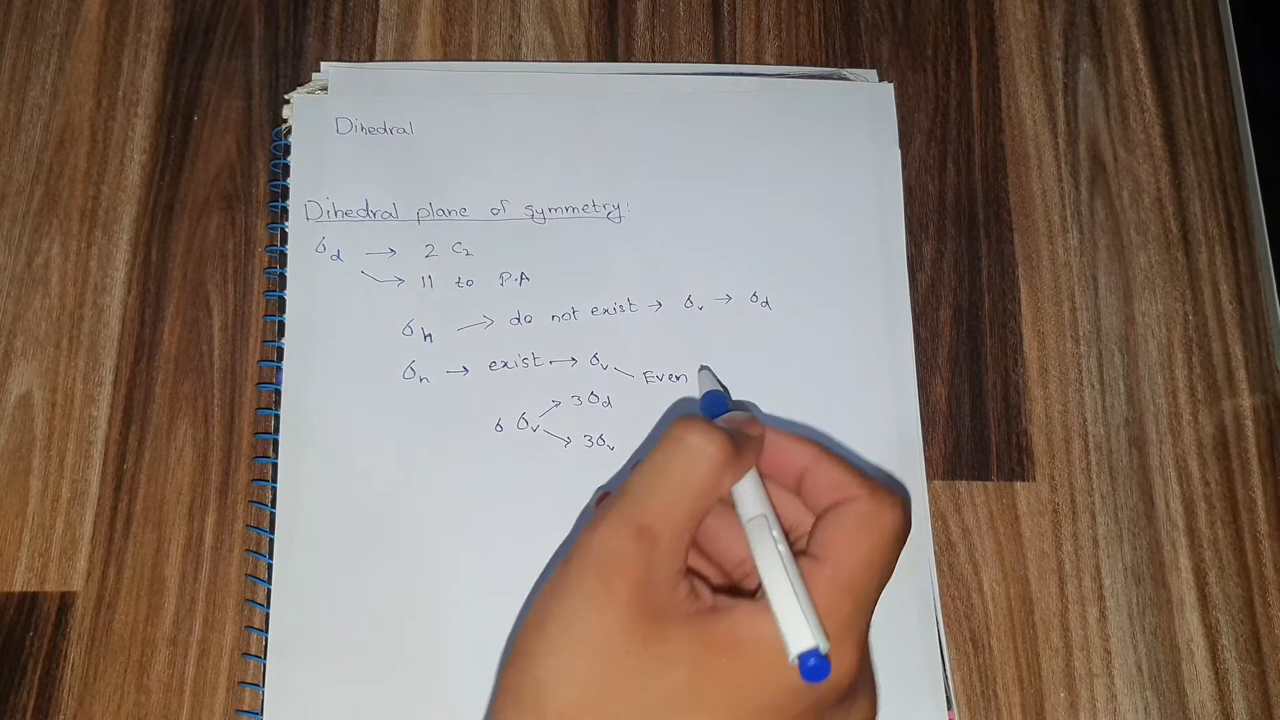 Dihedral
Dihedral plane of symmetry:
σd → 2 C2
→ 11 to P.A
σh → do not exist → σv → σd
σh → exist → σv Even
6 σv → 3σd
→ 3σv